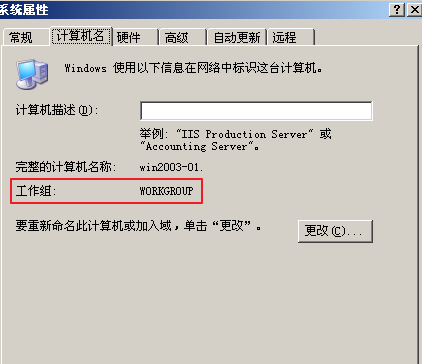 系统属性
常规 计算机名 硬件 高级 自动更新 远程
Windows 使用以下信息在网络中标识这台计算机。
计算机描述(D):
举例: "IIS Production Server" 或
"Accounting Server"。
完整的计算机名称: win2003-01.
工作组: WORKGROUP
要重新命名此计算机或加入域，单击“更改”。
更改(C)...